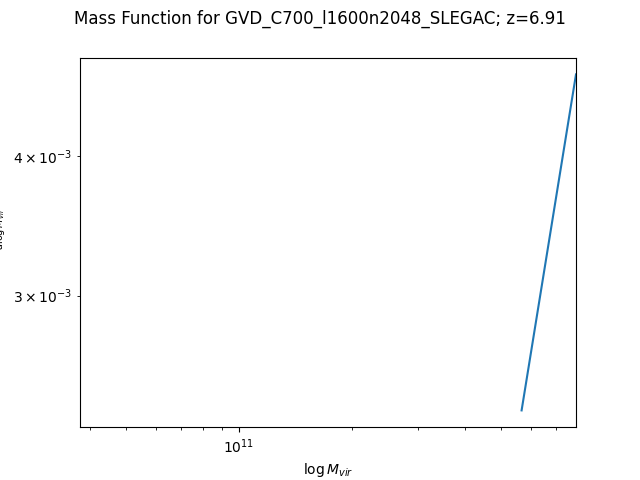 Mass Function for GVD_C700_l1600n2048_SLEGAC; z=6.91
4 × 10⁻³
3 × 10⁻³
10¹¹
log M_vir